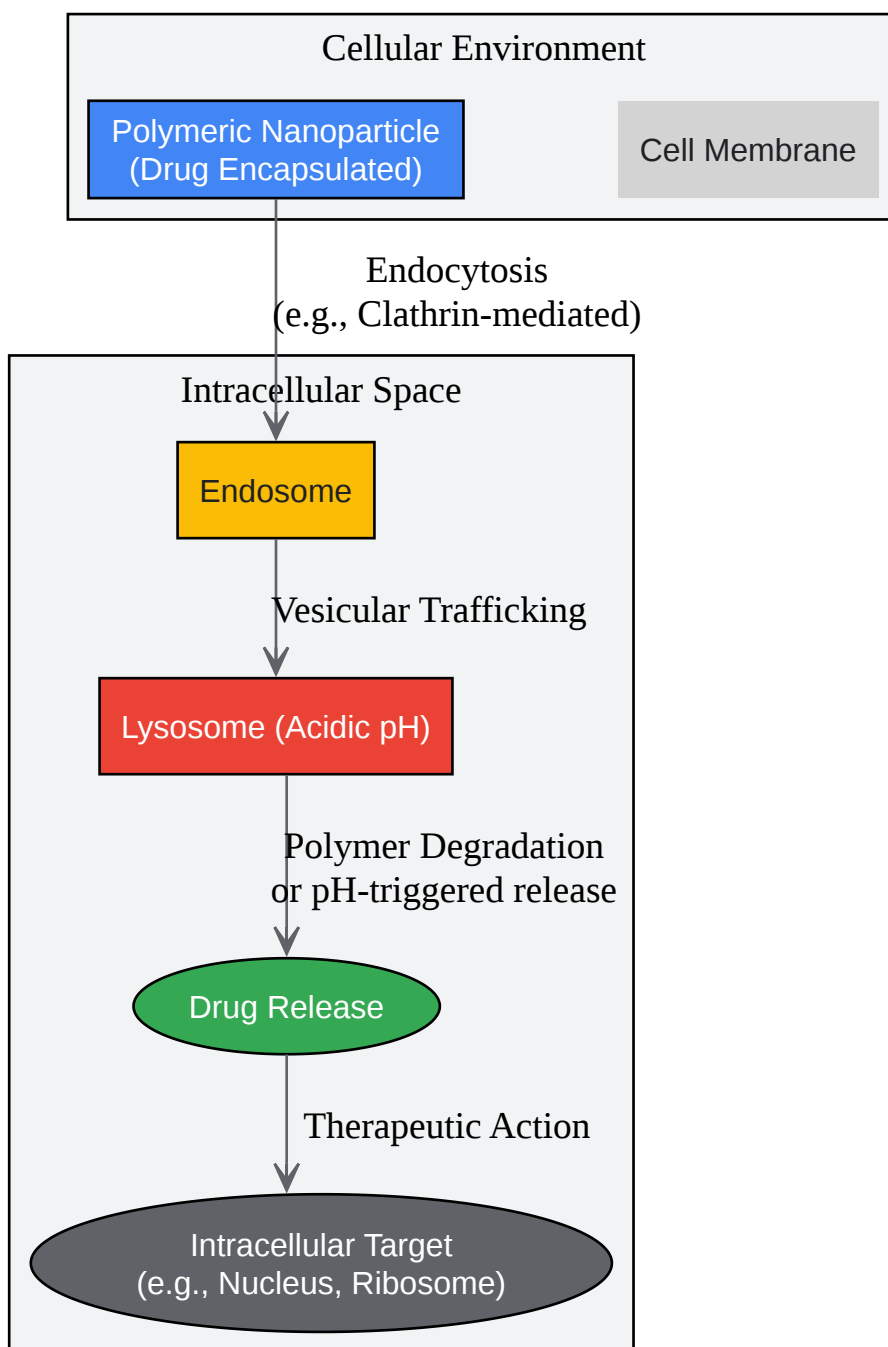 Cellular Environment
Polymeric Nanoparticle
(Drug Encapsulated)
Cell Membrane
Endocytosis
(e.g., Clathrin-mediated)
Intracellular Space
Endosome
Vesicular Trafficking
Lysosome (Acidic pH)
Polymer Degradation
or pH-triggered release
Drug Release
Therapeutic Action
Intracellular Target
(e.g., Nucleus, Ribosome)